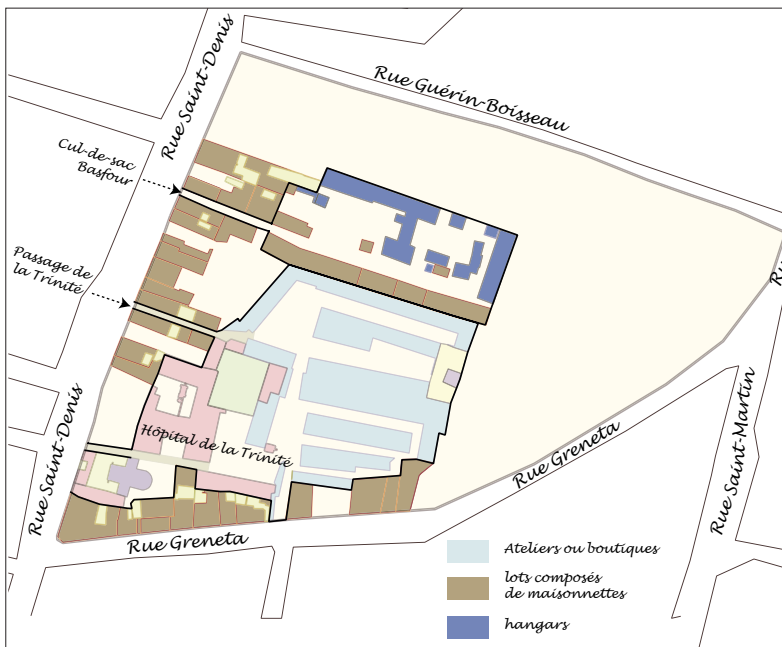 Rue Saint-Denis
Rue Guérin-Boisseau
Cul-de-sac
Basfour
Passage de
la Trinité
Ru
Rue Saint-Denis
Hôpital de la Trinité
Rue Saint-Martin
Rue Greneta
Rue Greneta
Ateliers ou boutiques
lots composés
de maisonnettes
hangars